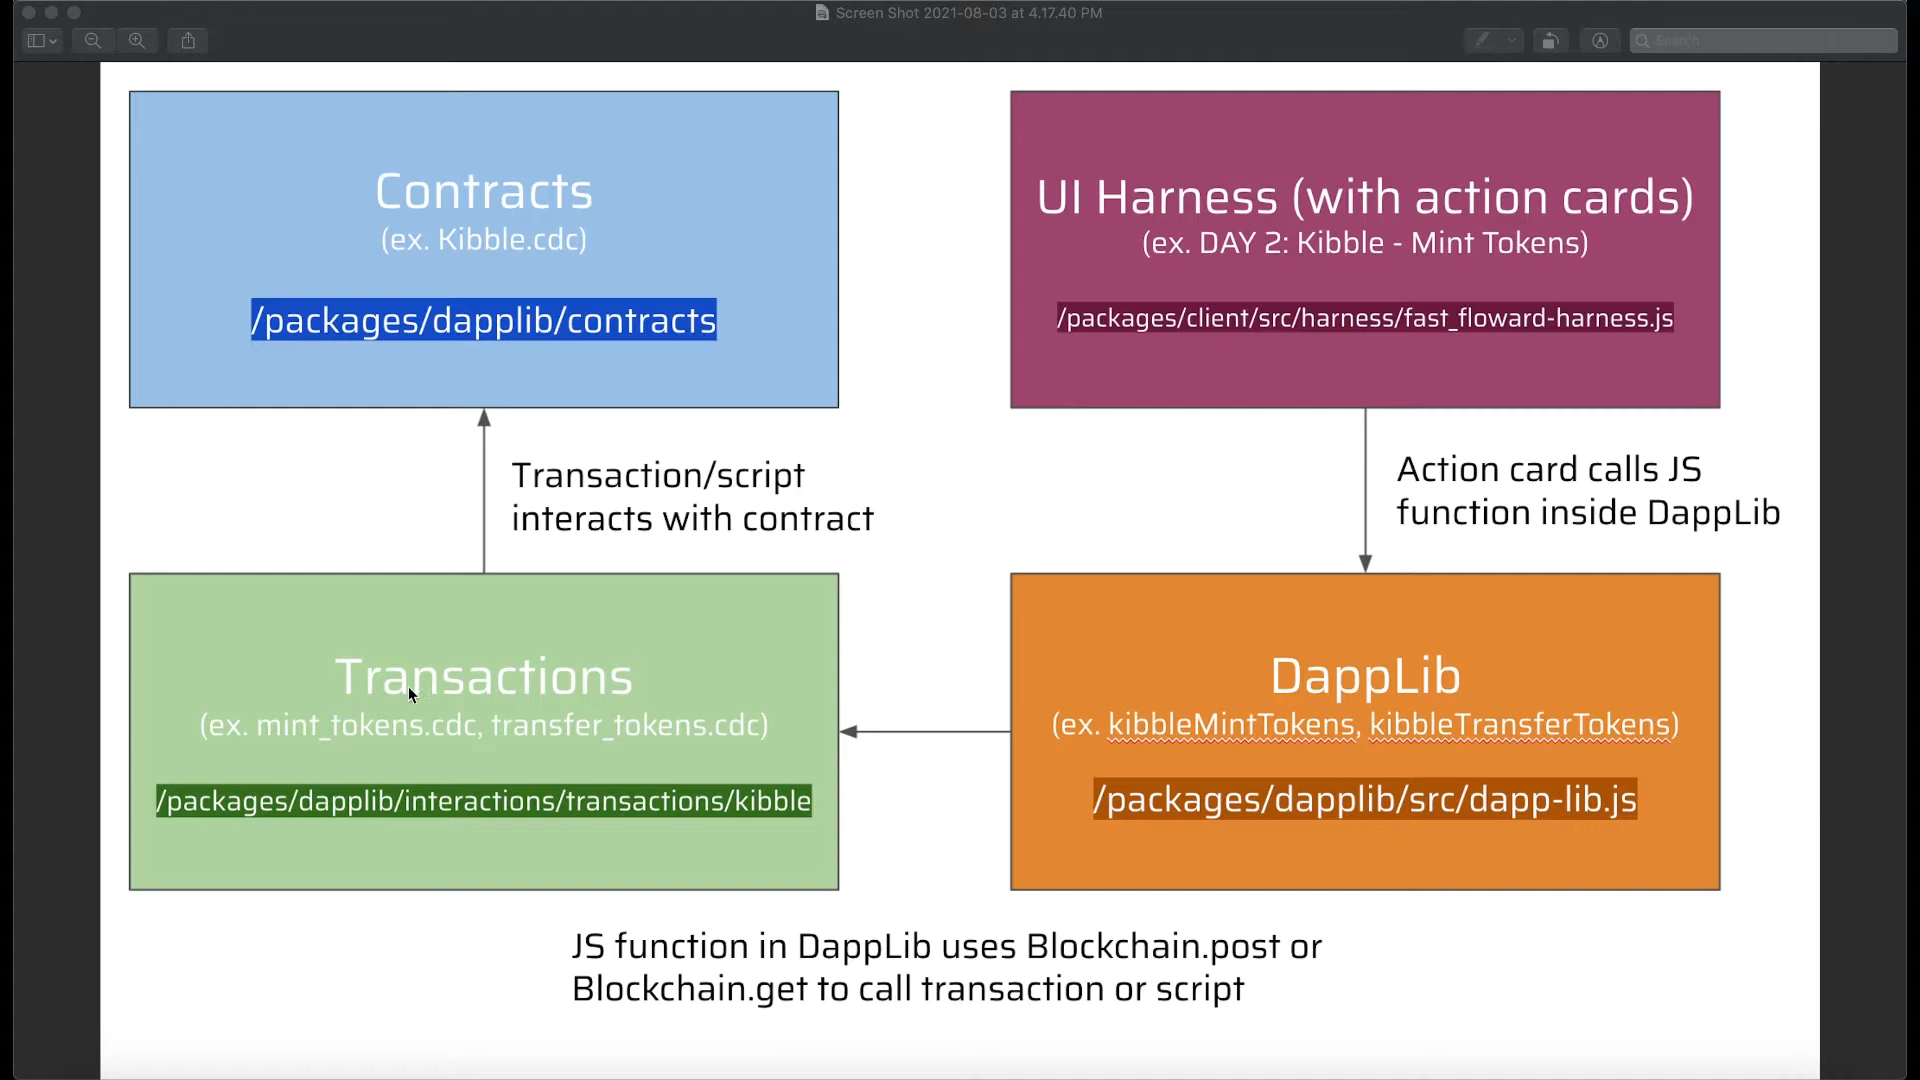 Screen Shot 2021-08-03 at 4.17.40 PM
Search
Contracts
(ex. Kibble.cdc)
/packages/dapplib/contracts
UI Harness (with action cards)
(ex. DAY 2: Kibble - Mint Tokens)
/packages/client/src/harness/fast_floward-harness.js
Transaction/script
interacts with contract
Action card calls JS
function inside DappLib
Transactions
(ex. mint_tokens.cdc, transfer_tokens.cdc)
/packages/dapplib/interactions/transactions/kibble
DappLib
(ex. kibbleMintTokens, kibbleTransferTokens)
/packages/dapplib/src/dapp-lib.js
JS function in DappLib uses Blockchain.post or
Blockchain.get to call transaction or script